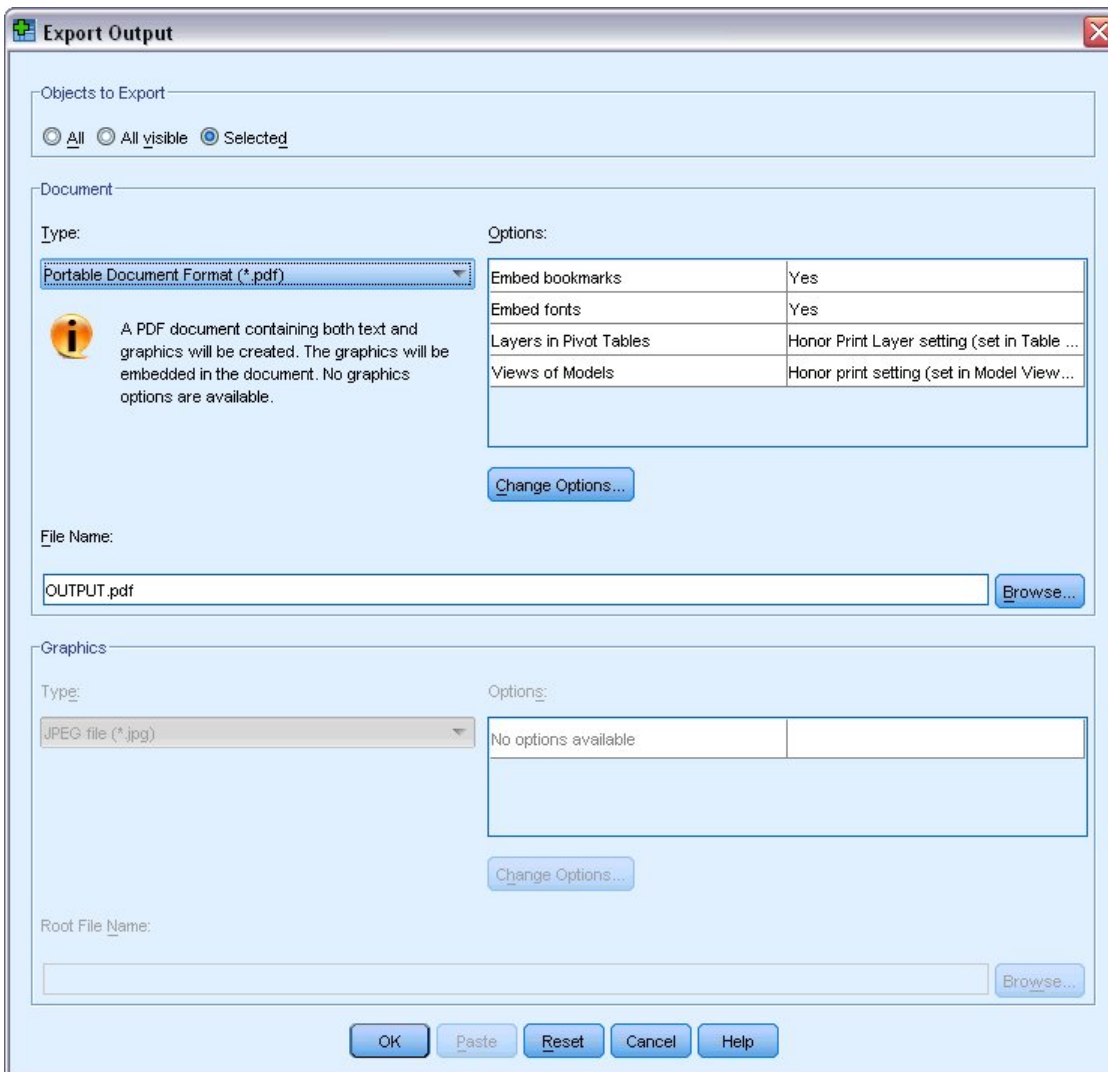 Export Output
Objects to Export
All All visible Selected
Document
Type:
Options:
Portable Document Format (*.pdf)
A PDF document containing both text and
graphics will be created. The graphics will be
embedded in the document. No graphics
options are available.
Embed bookmarks Yes
Embed fonts Yes
Layers in Pivot Tables Honor Print Layer setting (set in Table ...
Views of Models Honor print setting (set in Model View...
Change Options...
File Name:
OUTPUT.pdf
Browse...
Graphics
Type:
Options:
JPEG file (*.jpg)
No options available
Change Options...
Root File Name:
Browse...
OK Paste Reset Cancel Help